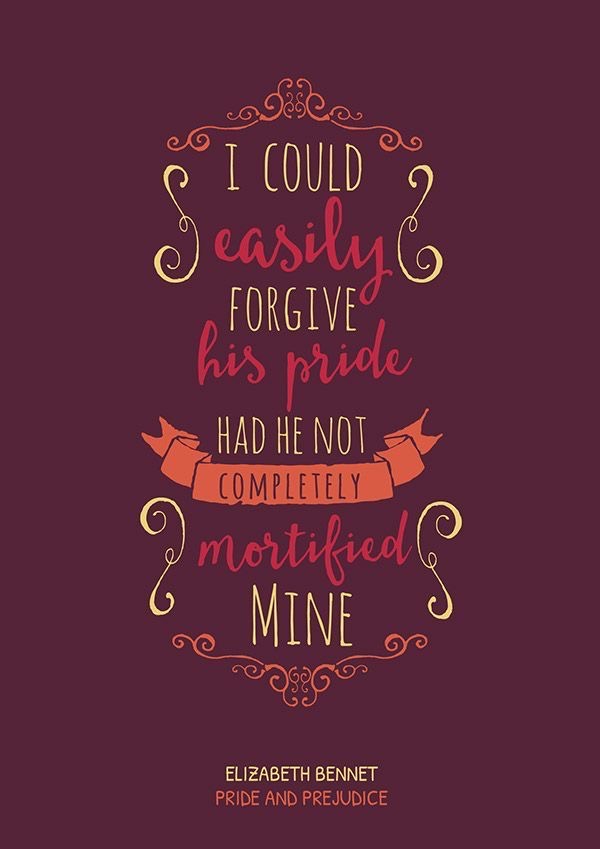 I COULD
easily
FORGIVE
his pride
HAD HE NOT
COMPLETELY
mortified
MINE
ELIZABETH BENNET
PRIDE AND PREJUDICE